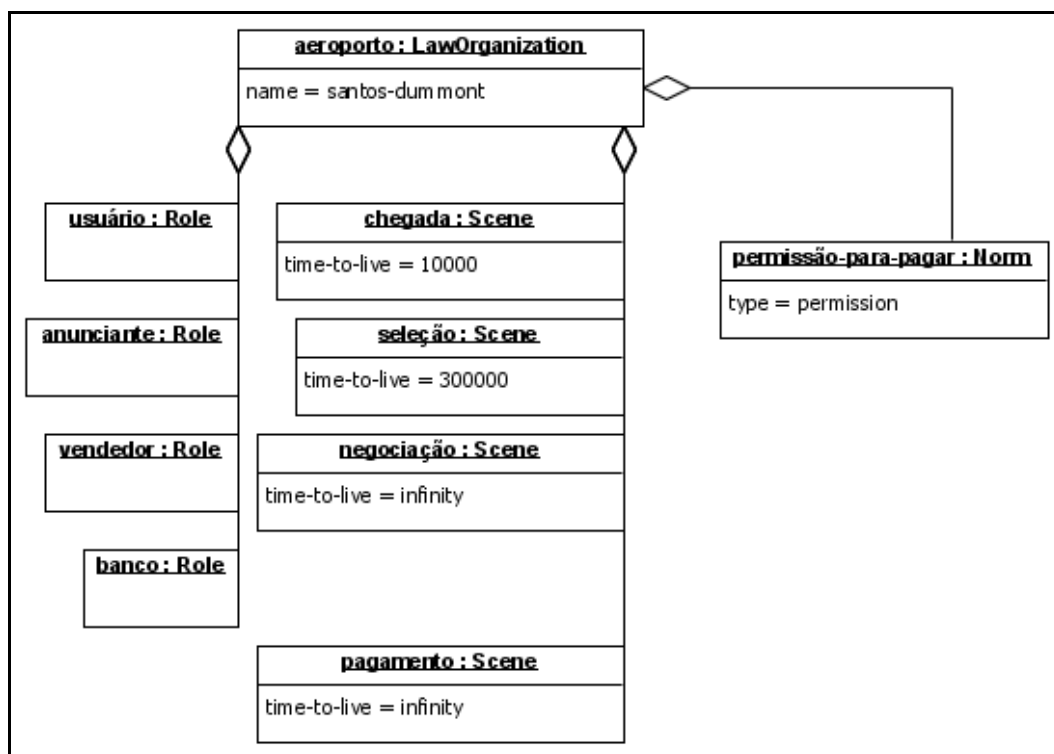 aeroporto : LawOrganization
name = santos-dummont
usuário : Role
anunciante : Role
vendedor : Role
banco : Role
chegada : Scene
time-to-live = 10000
seleção : Scene
time-to-live = 300000
negociação : Scene
time-to-live = infinity
pagamento : Scene
time-to-live = infinity
permissão-para-pagar : Norm
type = permission